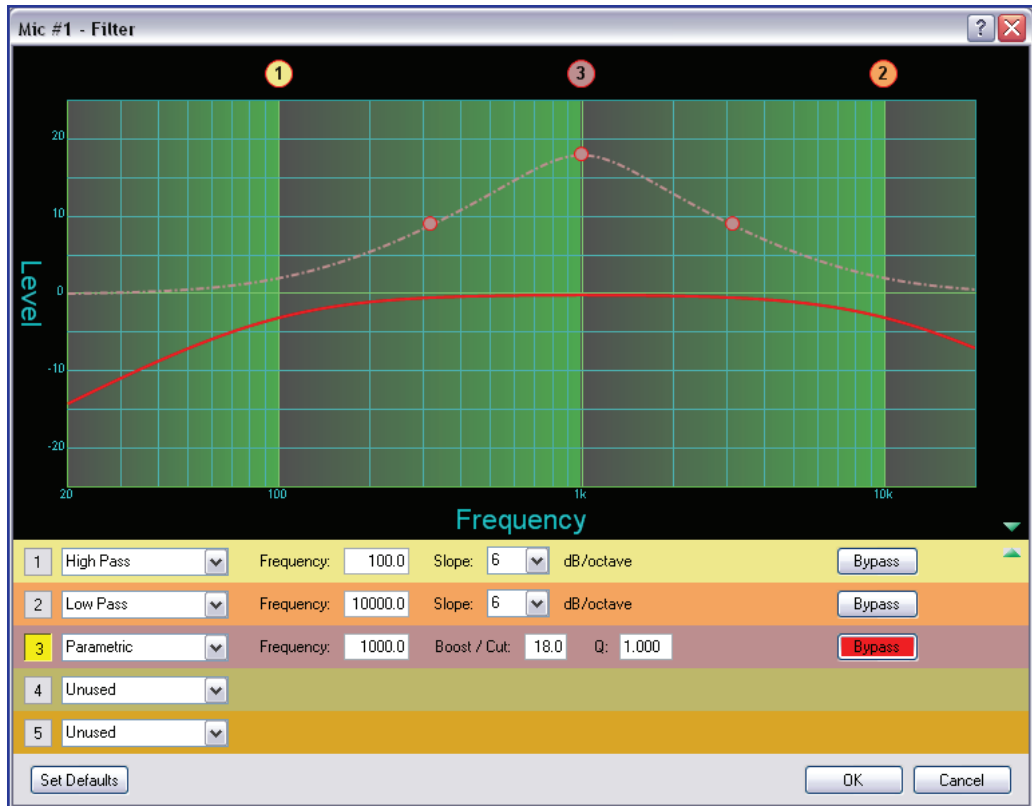 Mic #1 - Filter
?
1 3 2
20
10
0
-10
-20
Level
20 100 1k 10k
Frequency
1 High Pass Frequency: 100.0 Slope: 6 dB/octave Bypass
2 Low Pass Frequency: 10000.0 Slope: 6 dB/octave Bypass
3 Parametric Frequency: 1000.0 Boost / Cut: 18.0 Q: 1.000 Bypass
4 Unused
5 Unused
Set Defaults OK Cancel